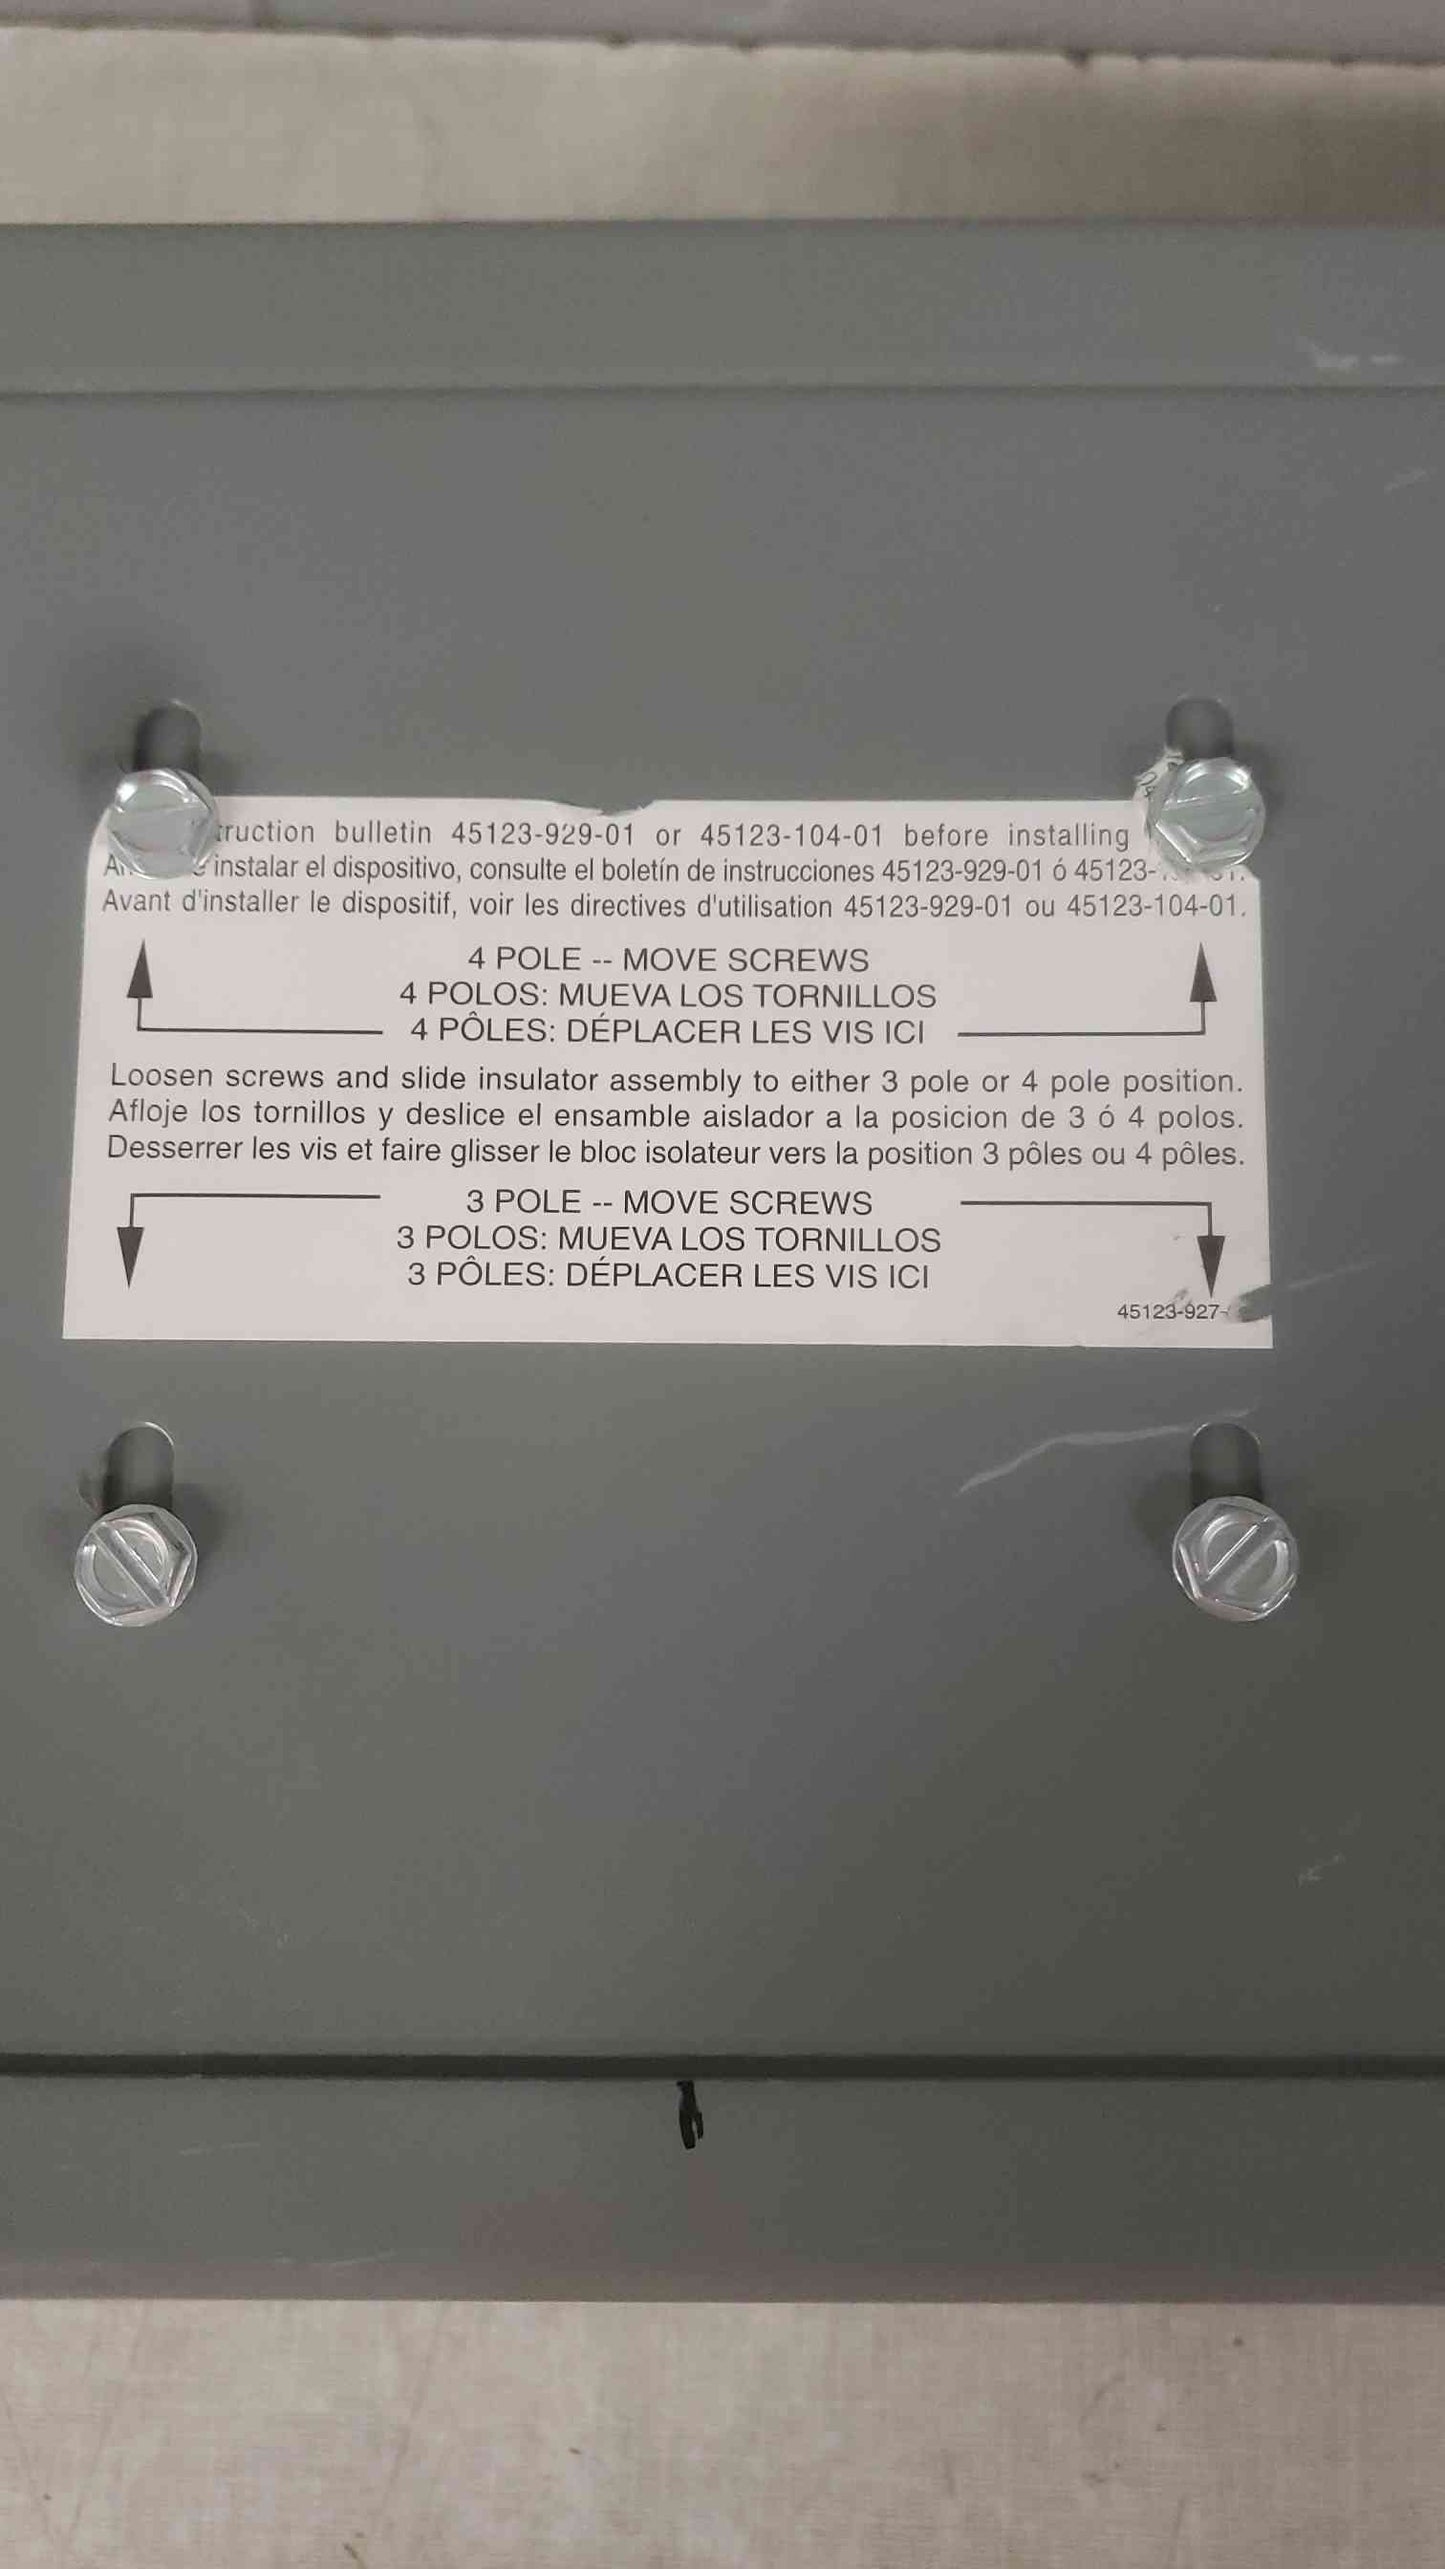 bulletin 45123-929-01 or 45123-104-01 before installing
instalar el dispositivo, consulte el boletín de instrucciones 45123-929-01 ó
Avant d'installer le dispositif, voir les directives d'utilisation 45123-929-01 ou 45123-104-01.
4 POLE -- MOVE SCREWS
4 POLOS: MUEVA LOS TORNILLOS
4 PÔLES: DÉPLACER LES VIS ICI
Loosen screws and slide insulator assembly to either 3 pole or 4 pole position.
Afloje los tornillos y deslice el ensamble aislador a la posicion de 3 ó 4 polos.
Desserrer les vis et faire glisser le bloc isolateur vers la position 3 pôles ou 4 pôles.
3 POLE -- MOVE SCREWS
3 POLOS: MUEVA LOS TORNILLOS
3 PÔLES: DÉPLACER LES VIS ICI
45123-927-